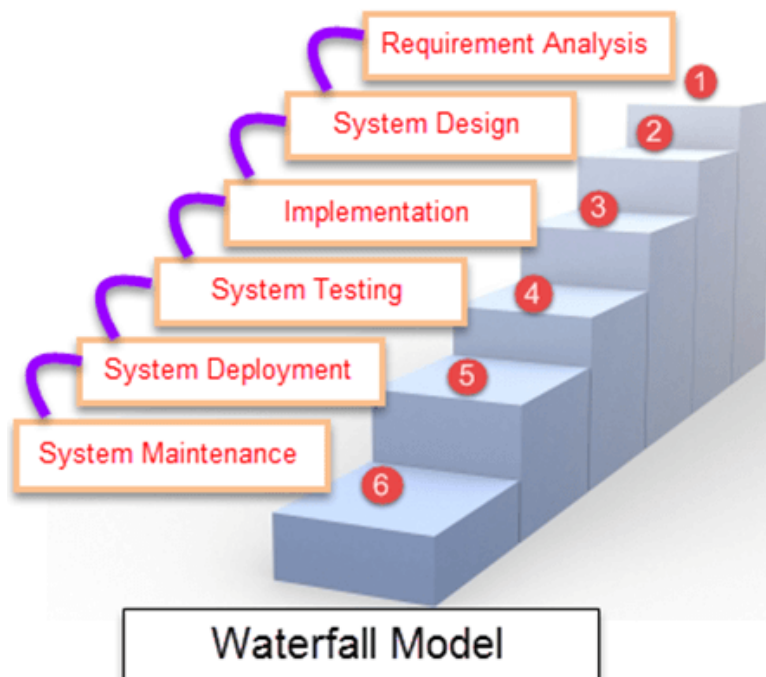 Requirement Analysis
1
System Design
2
Implementation
3
System Testing
4
System Deployment
5
System Maintenance
6
Waterfall Model